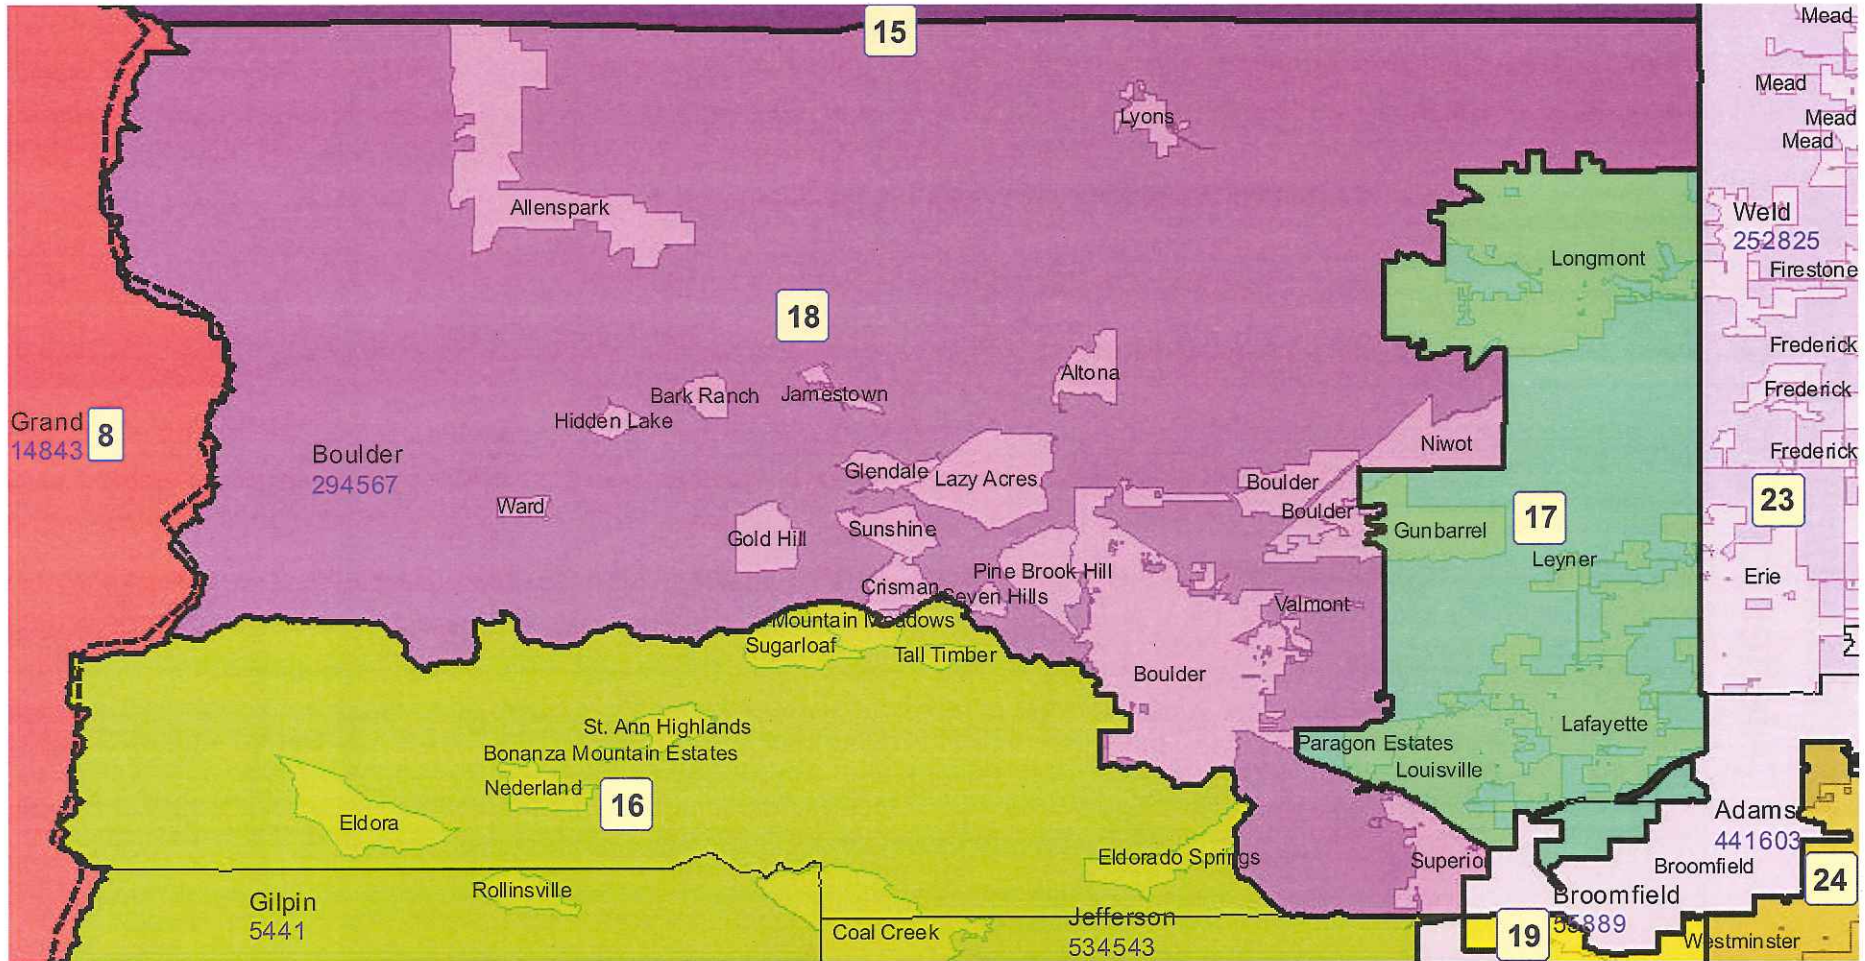 15
Mead
Mead
Mead
Mead
Lyons
Allenspark
Weld
252825
Longmont
Firestone
18
Frederick
Altona
Jamestown
Bark Ranch
Frederick
Hidden Lake
Grand
14843
8
Niwot
Frederick
Boulder
294567
Glendale
Lazy Acres
Boulder
Ward
Boulder
23
17
Gunbarrel
Sunshine
Gold Hill
Leyner
Pine Brook Hill
Erie
Crisman
Seven Hills
Valmont
Mountain Meadows
Sugarloaf
Tall Timber
Boulder
St. Ann Highlands
Lafayette
Bonanza Mountain Estates
Paragon Estates
Louisville
Nederland
16
Eldora
Adams
441603
Eldorado Springs
Superior
Broomfield
24
Rollinsville
Gilpin
5441
Broomfield
55889
Jefferson
534543
Coal Creek
19
Westminster